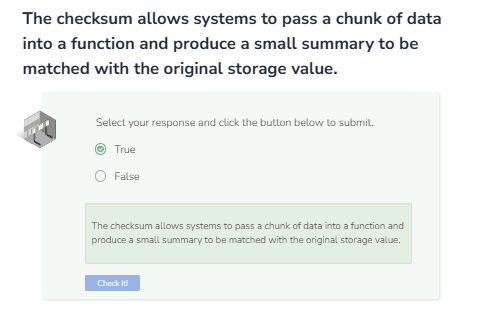 The checksum allows systems to pass a chunk of data
into a function and produce a small summary to be
matched with the original storage value.
Select your response and click the button below to submit.
True
False
The checksum allows systems to pass a chunk of data into a function and
produce a small summary to be matched with the original storage value.
Check It!